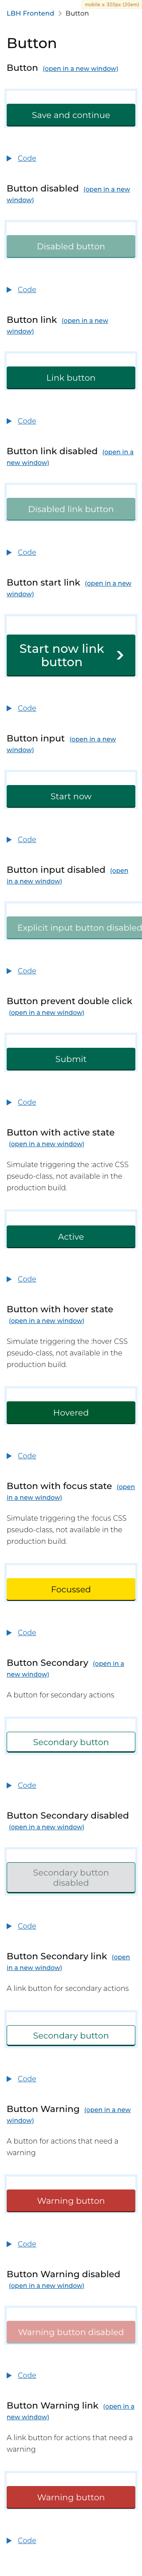 mobile ≥ 320px (20em)
LBH Frontend > Button
Button
Button (open in a new window)
Save and continue
Code
Button disabled (open in a new
window)
Disabled button
Code
Button link (open in a new
window)
Link button
Code
Button link disabled (open in a
new window)
Disabled link button
Code
Button start link (open in a new
window)
Start now link
button
Code
Button input (open in a new
window)
Start now
Code
Button input disabled (open
in a new window)
Explicit input button disabled
Code
Button prevent double click
(open in a new window)
Submit
Code
Button with active state
(open in a new window)
Simulate triggering the :active CSS
pseudo-class, not available in the
production build.
Active
Code
Button with hover state
(open in a new window)
Simulate triggering the :hover CSS
pseudo-class, not available in the
production build.
Hovered
Code
Button with focus state (open
in a new window)
Simulate triggering the :focus CSS
pseudo-class, not available in the
production build.
Focussed
Code
Button Secondary (open in a
new window)
A button for secondary actions
Secondary button
Code
Button Secondary disabled
(open in a new window)
Secondary button
disabled
Code
Button Secondary link (open
in a new window)
A link button for secondary actions
Secondary button
Code
Button Warning (open in a new
window)
A button for actions that need a
warning
Warning button
Code
Button Warning disabled
(open in a new window)
Warning button disabled
Code
Button Warning link (open in a
new window)
A link button for actions that need a
warning
Warning button
Code